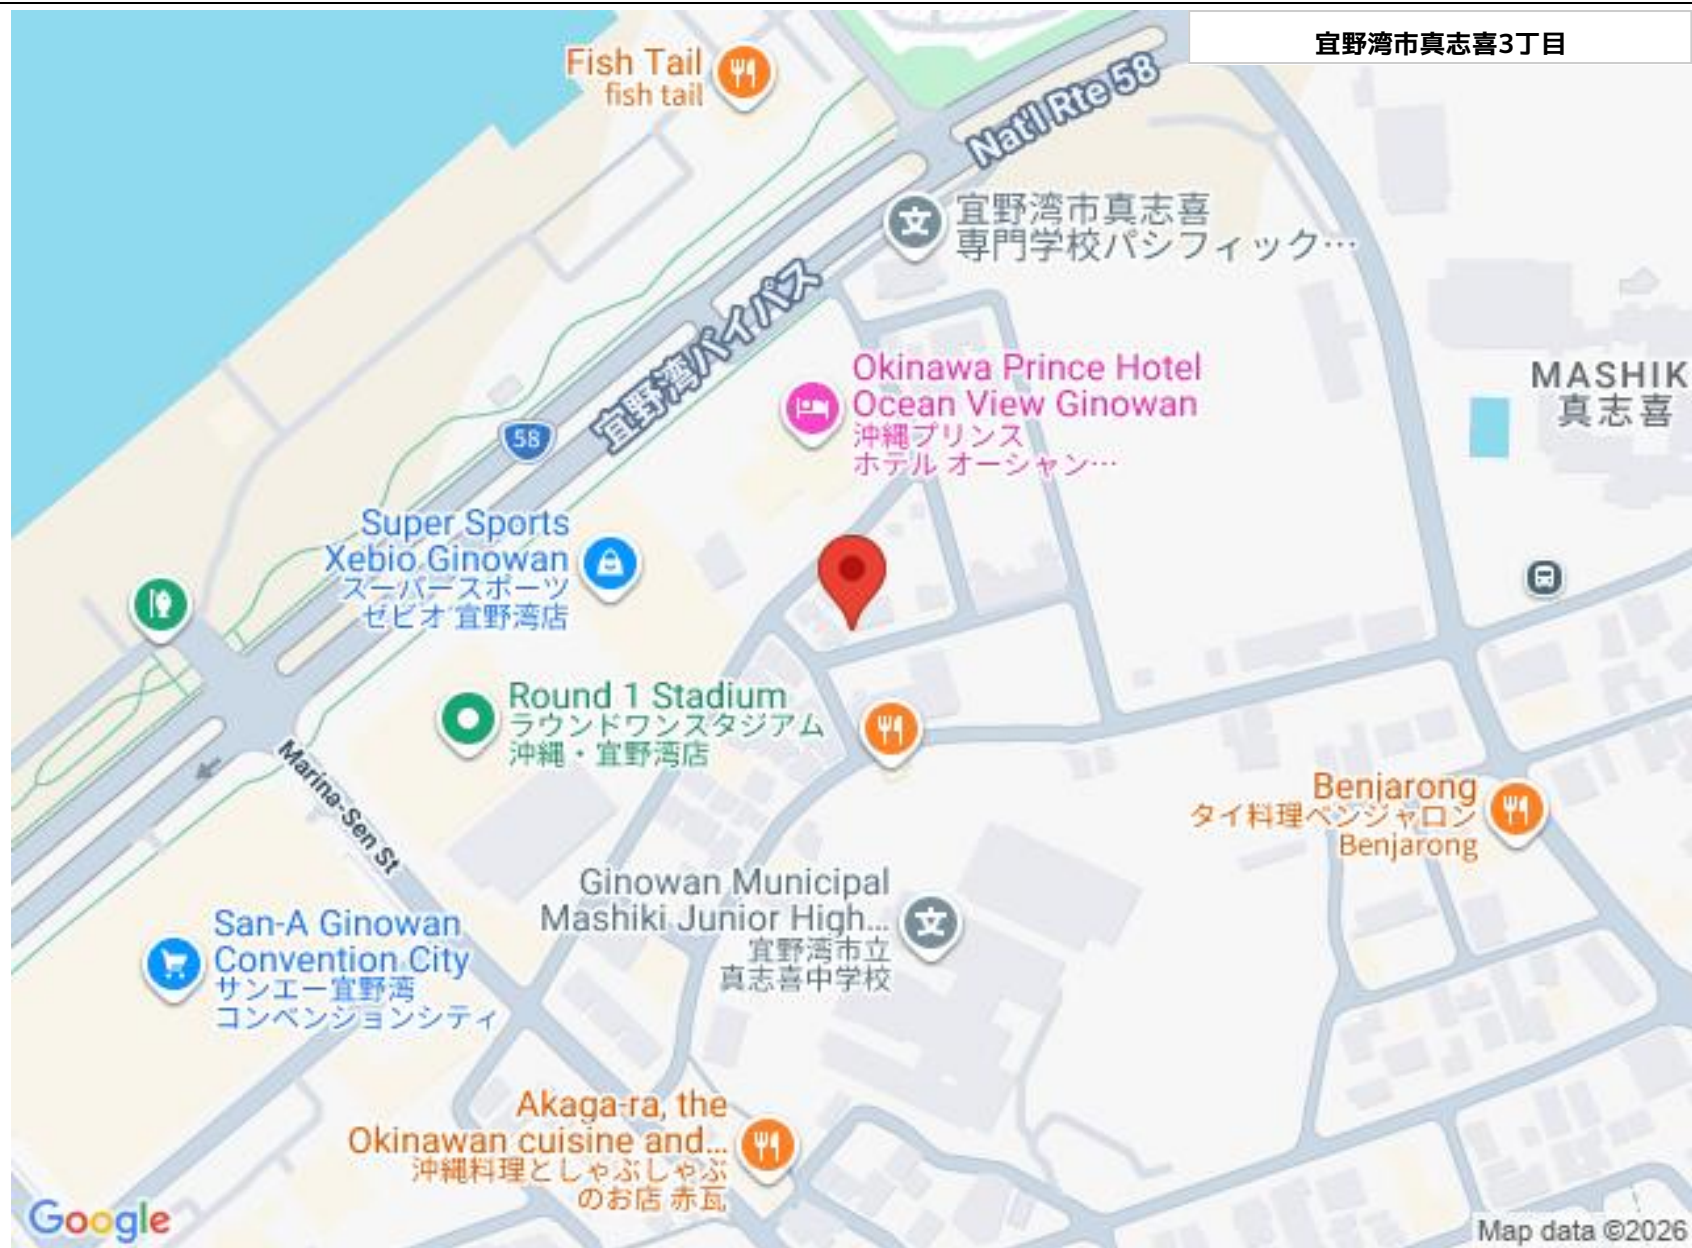 宜野湾市真志喜3丁目
Fish Tail
fish tail
Nat'l Rte 58
宜野湾市真志喜
専門学校パシフィック…
宜野湾バイパス
Okinawa Prince Hotel
Ocean View Ginowan
沖縄プリンス
ホテル オーシャン…
MASHIK
真志喜
58
Super Sports
Xebio Ginowan
スーパースポーツ
ゼビオ 宜野湾店
Round 1 Stadium
ラウンドワンスタジアム
沖縄・宜野湾店
Marina-Sen St
Benjarong
タイ料理ベンジャロン
Benjarong
Ginowan Municipal
Mashiki Junior High...
宜野湾市立
真志喜中学校
San-A Ginowan
Convention City
サンエー宜野湾
コンベンションシティ
Akaga-ra, the
Okinawan cuisine and...
沖縄料理としゃぶしゃぶ
のお店 赤瓦
Google
Map data ©2026